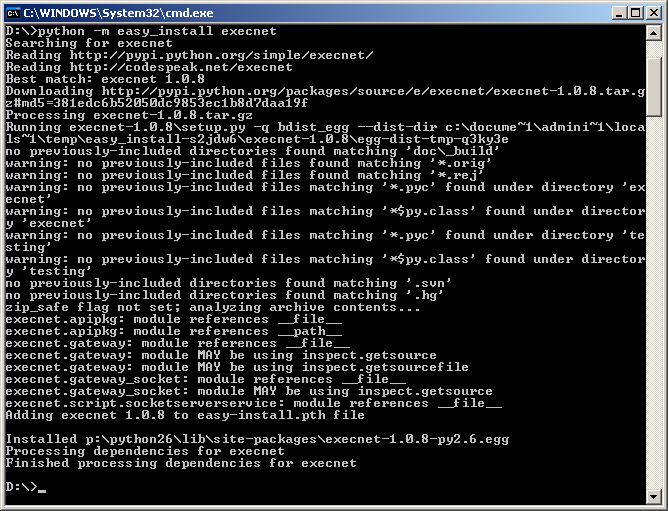 C:\WINDOWS\System32\cmd.exe
D:\>python -m easy_install execnet
Searching for execnet
Reading http://pypi.python.org/simple/execnet/
Reading http://codespeak.net/execnet
Best match: execnet 1.0.8
Downloading http://pypi.python.org/packages/source/e/execnet/execnet-1.0.8.tar.g
z#md5=381edc6b52050dc9853ec1b8d7daa19f
Processing execnet-1.0.8.tar.gz
Running execnet-1.0.8\setup.py -q bdist_egg --dist-dir c:\docume~1\admini~1\loca
ls~1\temp\easy_install-s2jdw6\execnet-1.0.8\egg-dist-tmp-q3ky3e
no previously-included directories found matching 'doc\_build'
warning: no previously-included files found matching '*.orig'
warning: no previously-included files found matching '*.rej'
warning: no previously-included files matching '*.pyc' found under directory 'ex
ecnet'
warning: no previously-included files matching '*$py.class' found under director
y 'execnet'
warning: no previously-included files matching '*.pyc' found under directory 'te
sting'
warning: no previously-included files matching '*$py.class' found under director
y 'testing'
no previously-included directories found matching '.svn'
no previously-included directories found matching '.hg'
zip_safe flag not set; analyzing archive contents...
execnet.apipkg: module references __file__
execnet.apipkg: module references __path__
execnet.gateway: module references __file__
execnet.gateway: module MAY be using inspect.getsource
execnet.gateway: module MAY be using inspect.getsourcefile
execnet.gateway_socket: module references __file__
execnet.gateway_socket: module MAY be using inspect.getsource
execnet.script.socketserverservice: module references __file__
Adding execnet 1.0.8 to easy-install.pth file

Installed p:\python26\lib\site-packages\execnet-1.0.8-py2.6.egg
Processing dependencies for execnet
Finished processing dependencies for execnet

D:\>_